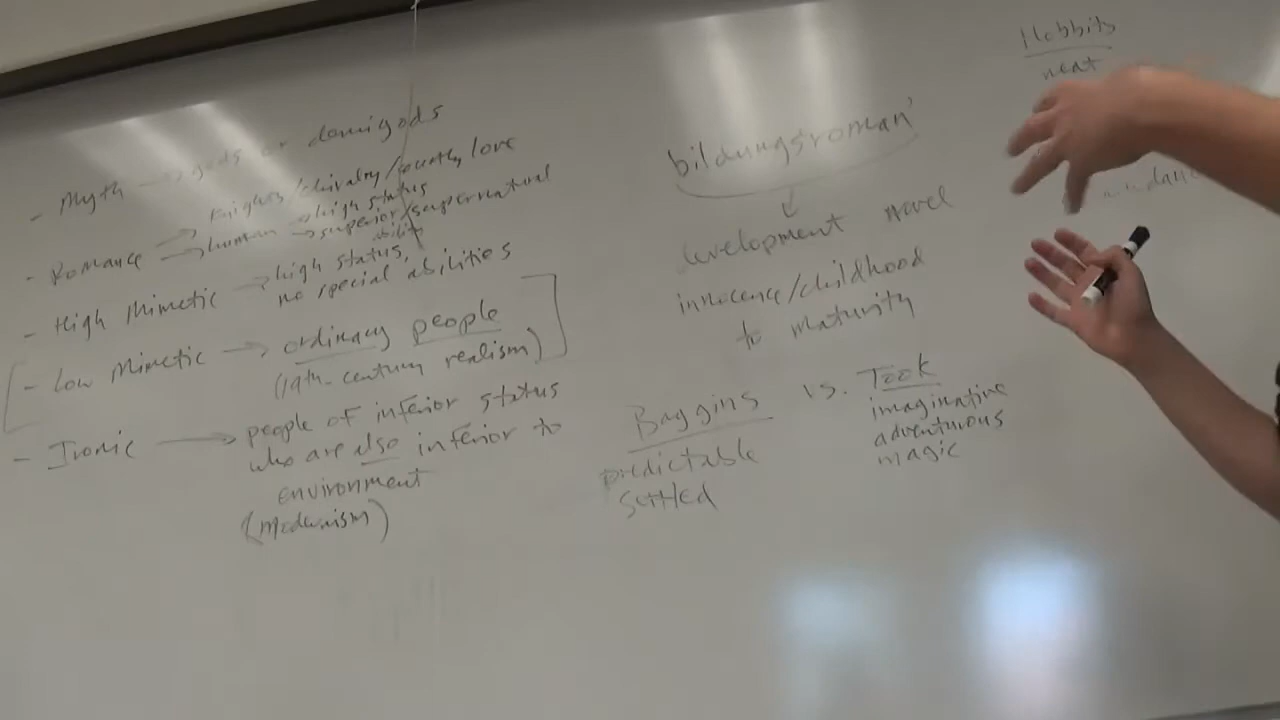 - Myth → gods or demigods
→ knights/chivalry/courtly love
- Romance → human → high status
→ superior/supernatural
ability
- High Mimetic → high status,
no special abilities
- Low Mimetic → ordinary people
(19th-century realism)
- Ironic → people of inferior status
who are also inferior to
environment
(modernism)
bildungsroman
development novel
innocence/childhood
to maturity
Baggins vs. Took
predictable
settled
imaginative
adventurous
magic
Hobbits
neat